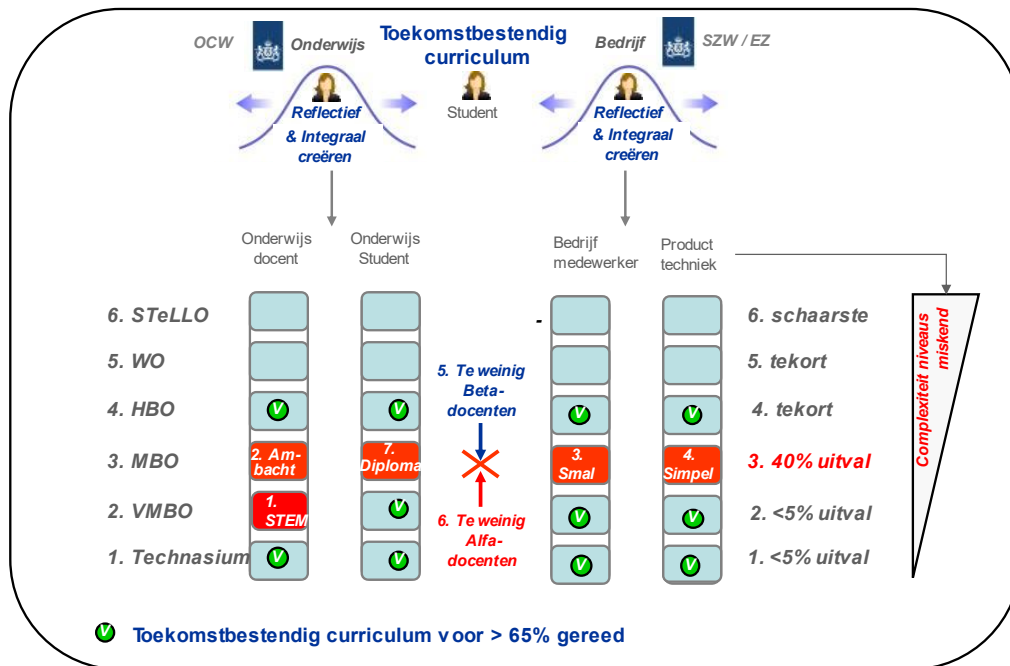 OCW
Onderwijs
Toekomstbestendig
curriculum
Bedrijf
SZW / EZ
Reflectief
& Integraal
creëren
Student
Reflectief
& Integraal
creëren
Onderwijs
docent
Onderwijs
Student
Bedrijf
medewerker
Product
techniek
6. STeLLO
-
6. schaarste
5. WO
5. tekort
5. Te weinig
Beta-
docenten
4. HBO
V
V
V
V
4. tekort
3. MBO
2. Am-
bacht
7.
Diploma
3.
Smal
4.
Simpel
3. 40% uitval
2. VMBO
1.
STEM
V
V
V
2. <5% uitval
6. Te weinig
Alfa-
docenten
1. Technasium
V
V
V
V
1. <5% uitval
Complexiteit niveaus
miskend
V Toekomstbestendig curriculum voor > 65% gereed